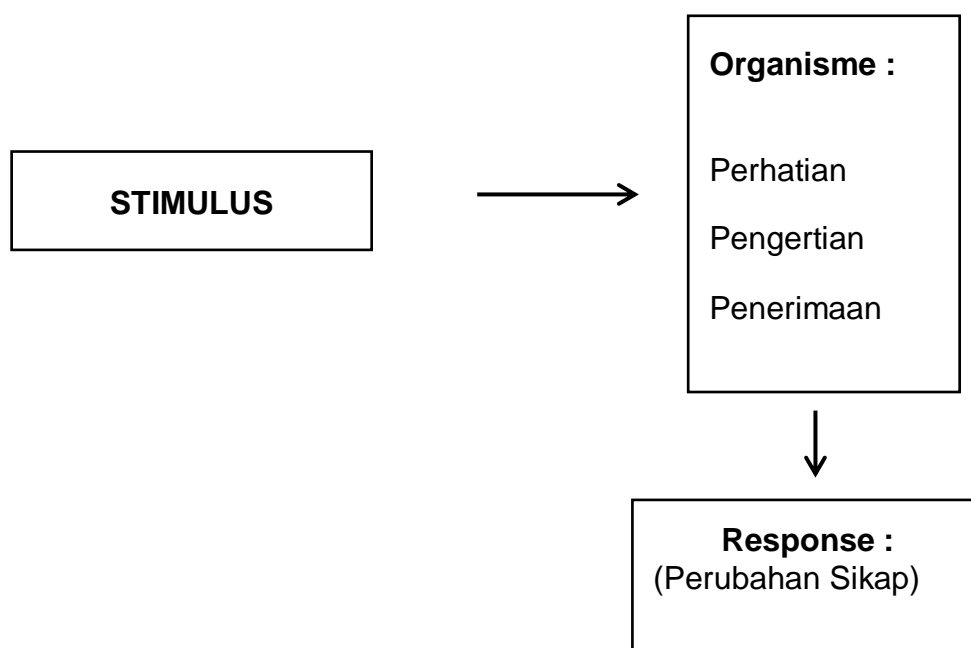 STIMULUS
Organisme :
Perhatian
Pengertian
Penerimaan
Response :
(Perubahan Sikap)